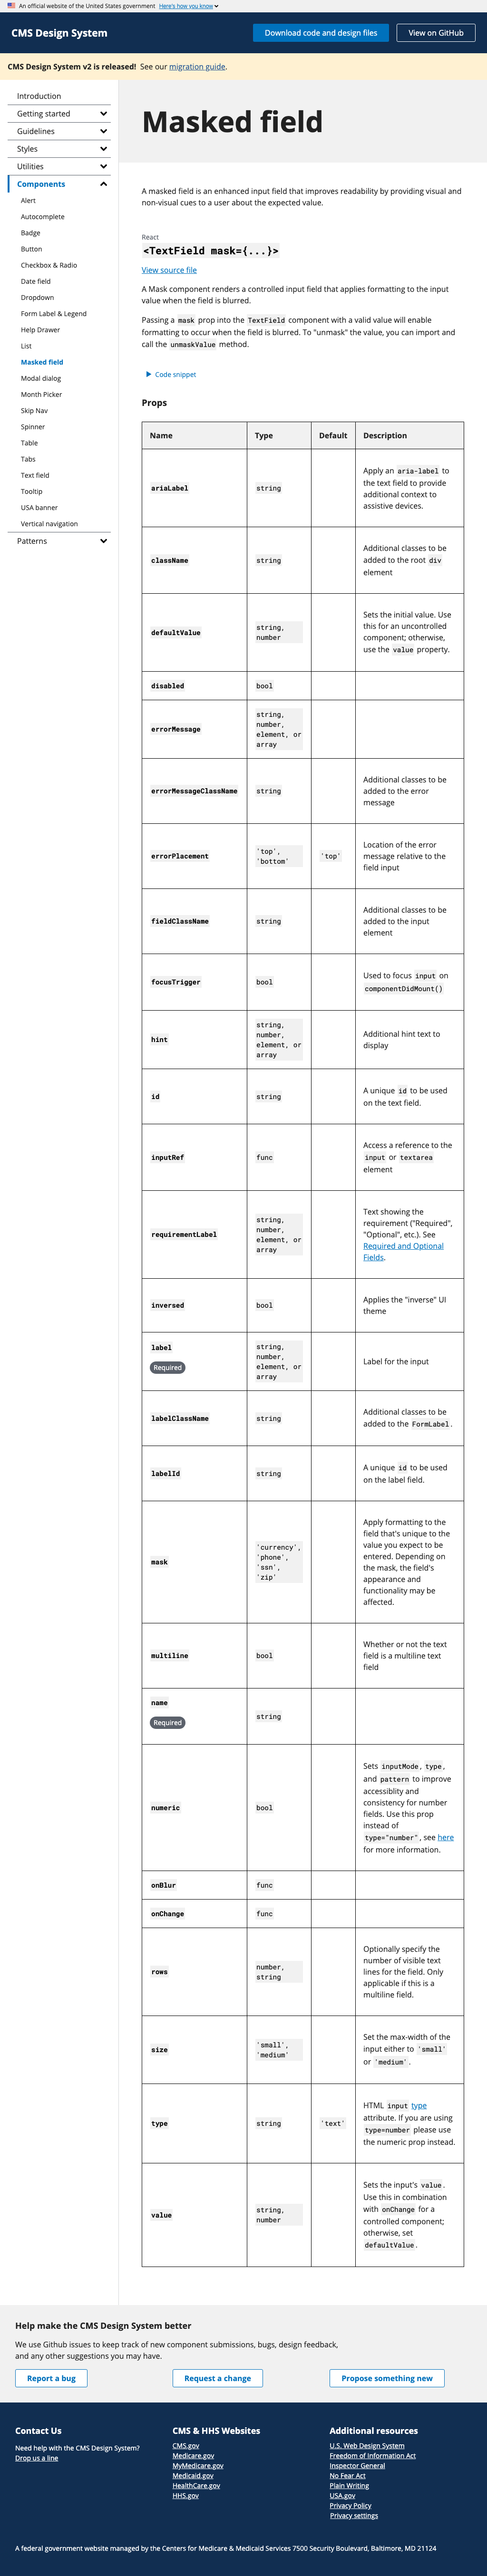 An official website of the United States government Here's how you know
CMS Design System
Download code and design files
View on GitHub
CMS Design System v2 is released! See our migration guide.
Introduction
Getting started
Guidelines
Styles
Utilities
Components
Alert
Autocomplete
Badge
Button
Checkbox & Radio
Date field
Dropdown
Form Label & Legend
Help Drawer
List
Masked field
Modal dialog
Month Picker
Skip Nav
Spinner
Table
Tabs
Text field
Tooltip
USA banner
Vertical navigation
Patterns
Masked field
A masked field is an enhanced input field that improves readability by providing visual and
non-visual cues to a user about the expected value.
React
<TextField mask={...}>
View source file
A Mask component renders a controlled input field that applies formatting to the input
value when the field is blurred.
Passing a mask prop into the TextField component with a valid value will enable
formatting to occur when the field is blurred. To "unmask" the value, you can import and
call the unmaskValue method.
Code snippet
Props
Name Type Default Description
ariaLabel
string
Apply an aria-label to
the text field to provide
additional context to
assistive devices.
className
string
Additional classes to be
added to the root div
element
defaultValue
string,
number
Sets the initial value. Use
this for an uncontrolled
component; otherwise,
use the value property.
disabled
bool
errorMessage
string,
number,
element, or
array
errorMessageClassName
string
Additional classes to be
added to the error
message
errorPlacement
'top',
'bottom'
'top'
Location of the error
message relative to the
field input
fieldClassName
string
Additional classes to be
added to the input
element
focusTrigger
bool
Used to focus input on
componentDidMount()
hint
string,
number,
element, or
array
Additional hint text to
display
id
string
A unique id to be used
on the text field.
inputRef
func
Access a reference to the
input or textarea
element
requirementLabel
string,
number,
element, or
array
Text showing the
requirement ("Required",
"Optional", etc.). See
Required and Optional
Fields.
inversed
bool
Applies the "inverse" UI
theme
label
Required
string,
number,
element, or
array
Label for the input
labelClassName
string
Additional classes to be
added to the FormLabel.
labelId
string
A unique id to be used
on the label field.
mask
'currency',
'phone',
'ssn',
'zip'
Apply formatting to the
field that's unique to the
value you expect to be
entered. Depending on
the mask, the field's
appearance and
functionality may be
affected.
multiline
bool
Whether or not the text
field is a multiline text
field
name
Required
string
numeric
bool
Sets inputMode, type,
and pattern to improve
accessiblity and
consistency for number
fields. Use this prop
instead of
type="number", see here
for more information.
onBlur
func
onChange
func
rows
number,
string
Optionally specify the
number of visible text
lines for the field. Only
applicable if this is a
multiline field.
size
'small',
'medium'
Set the max-width of the
input either to 'small'
or 'medium'.
type
string
'text'
HTML input type
attribute. If you are using
type=number please use
the numeric prop instead.
value
string,
number
Sets the input's value.
Use this in combination
with onChange for a
controlled component;
otherwise, set
defaultValue.
Help make the CMS Design System better
We use Github issues to keep track of new component submissions, bugs, design feedback,
and any other suggestions you may have.
Report a bug
Request a change
Propose something new
Contact Us
Need help with the CMS Design System?
Drop us a line
CMS & HHS Websites
CMS.gov
Medicare.gov
MyMedicare.gov
Medicaid.gov
HealthCare.gov
HHS.gov
Additional resources
U.S. Web Design System
Freedom of Information Act
Inspector General
No Fear Act
Plain Writing
USA.gov
Privacy Policy
Privacy settings
A federal government website managed by the Centers for Medicare & Medicaid Services 7500 Security Boulevard, Baltimore, MD 21124